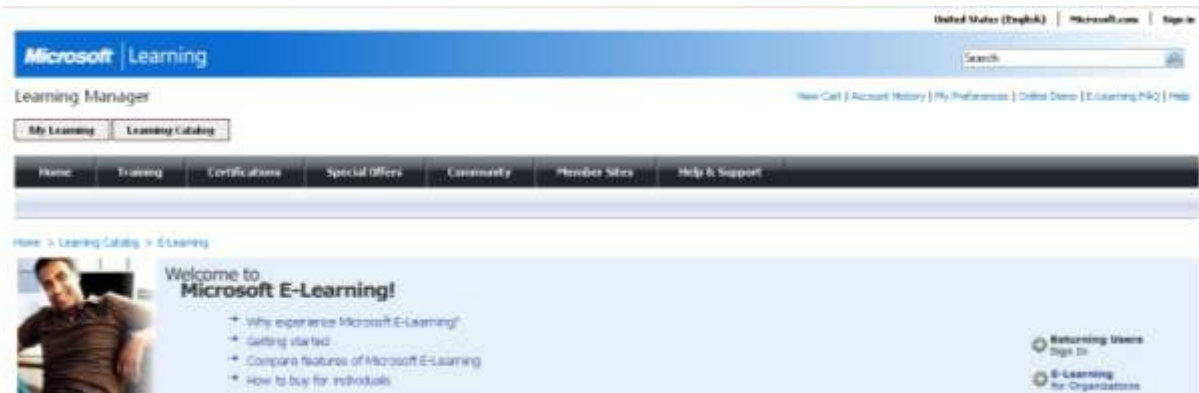 United States (English) | Microsoft.com | Sign in
Microsoft | Learning
Search
Learning Manager
View Cart | Account History | My Preferences | Online Demo | E-Learning FAQ | Help
My Learning Learning Catalog
Home Training Certifications Special Offers Community Member Sites Help & Support
Home > Learning Catalog > E-Learning
Welcome to
Microsoft E-Learning!
Why experience Microsoft E-Learning?
Getting started
Compare features of Microsoft E-Learning
How to buy for individuals
Returning Users
Sign In
E-Learning
for Organizations